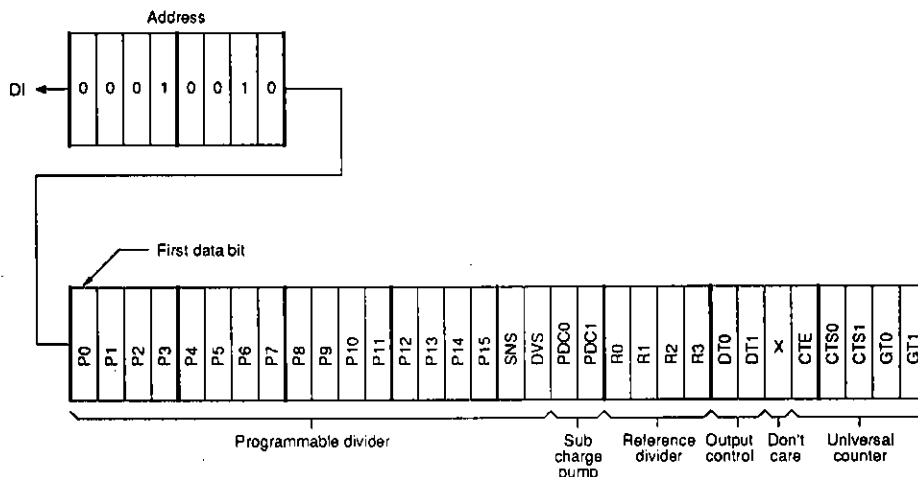 Address
DI
0 0 0 1 0 0 1 0
First data bit
P0 P1 P2 P3 P4 P5 P6 P7 P8 P9 P10 P11 P12 P13 P14 P15 SNS DVS PDC0 PDC1 R0 R1 R2 R3 DT0 DT1 X CTE CTS0 CTS1 GT0 GT1
Programmable divider
Sub
charge
pump
Reference
divider
Output
control
Don't
care
Universal
counter